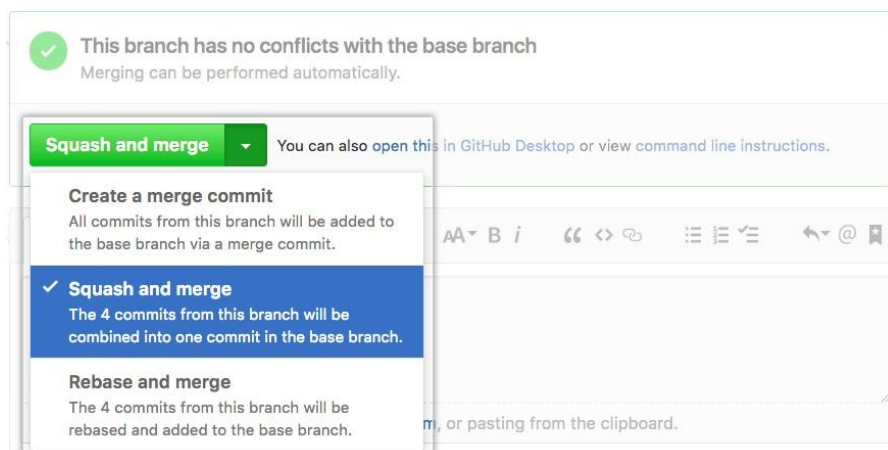 This branch has no conflicts with the base branch
Merging can be performed automatically.
Squash and merge
You can also open this in GitHub Desktop or view command line instructions.
Create a merge commit
All commits from this branch will be added to
the base branch via a merge commit.
AA B i “ <> @
Squash and merge
The 4 commits from this branch will be
combined into one commit in the base branch.
Rebase and merge
The 4 commits from this branch will be
rebased and added to the base branch.
m, or pasting from the clipboard.